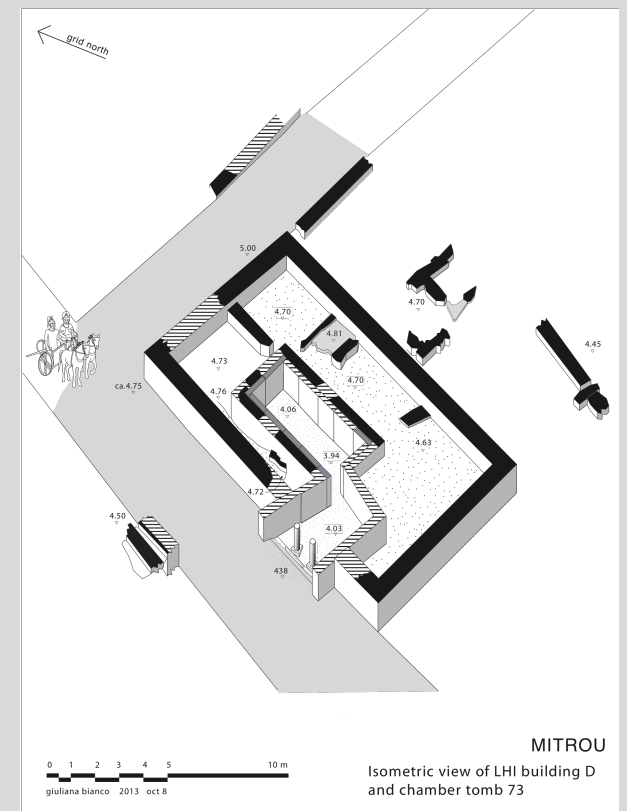 grid north
5.00
4.70
4.70
4.81
4.45
4.73
ca.4.75
4.76
4.70
4.06
4.63
3.94
4.72
4.50
4.03
438
MITROU
0 1 2 3 4 5 10 m
Isometric view of LHI building D
and chamber tomb 73
giuliana bianco 2013 oct 8